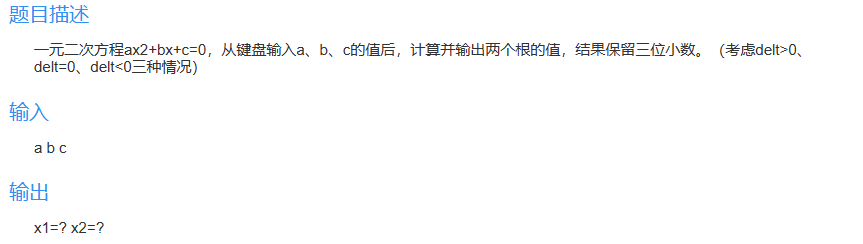 题目描述
一元二次方程ax2+bx+c=0，从键盘输入a、b、c的值后，计算并输出两个根的值，结果保留三位小数。（考虑delt>0、
delt=0、delt<0三种情况）
输入
a b c
输出
x1=? x2=?